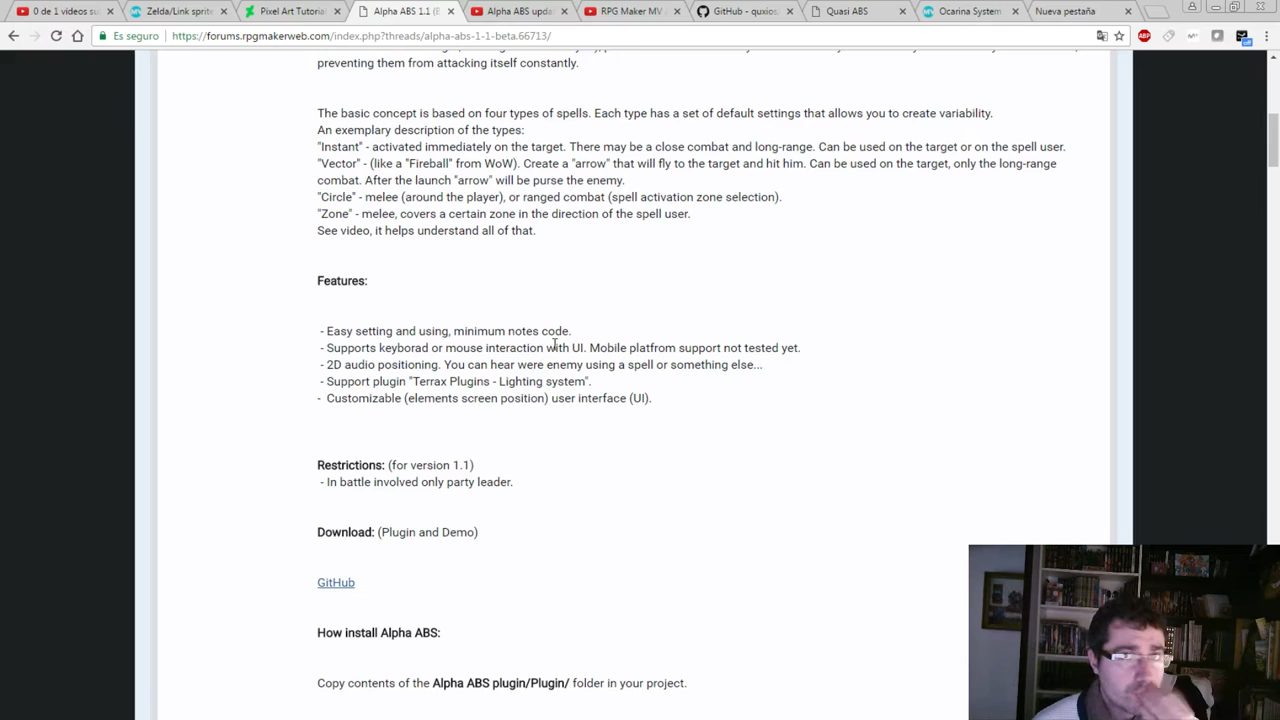 0 de 1 videos su
Zelda/Link sprite
Pixel Art Tutorial
Alpha ABS 1.1 (
Alpha ABS upda
RPG Maker MV
GitHub - quxios
Quasi ABS
Ocarina System
Nueva pestaña
Es seguro
https://forums.rpgmakerweb.com/index.php?threads/alpha-abs-1-1-beta.66713/
ABP
preventing them from attacking itself constantly.
The basic concept is based on four types of spells. Each type has a set of default settings that allows you to create variability.
An exemplary description of the types:
"Instant" - activated immediately on the target. There may be a close combat and long-range. Can be used on the target or on the spell user.
"Vector" - (like a "Fireball" from WoW). Create a "arrow" that will fly to the target and hit him. Can be used on the target, only the long-range
combat. After the launch "arrow" will be purse the enemy.
"Circle" - melee (around the player), or ranged combat (spell activation zone selection).
"Zone" - melee, covers a certain zone in the direction of the spell user.
See video, it helps understand all of that.
Features:
- Easy setting and using, minimum notes code.
- Supports keyborad or mouse interaction with UI. Mobile platfrom support not tested yet.
- 2D audio positioning. You can hear were enemy using a spell or something else...
- Support plugin "Terrax Plugins - Lighting system".
- Customizable (elements screen position) user interface (UI).
Restrictions: (for version 1.1)
- In battle involved only party leader.
Download: (Plugin and Demo)
GitHub
How install Alpha ABS:
Copy contents of the Alpha ABS plugin/Plugin/ folder in your project.